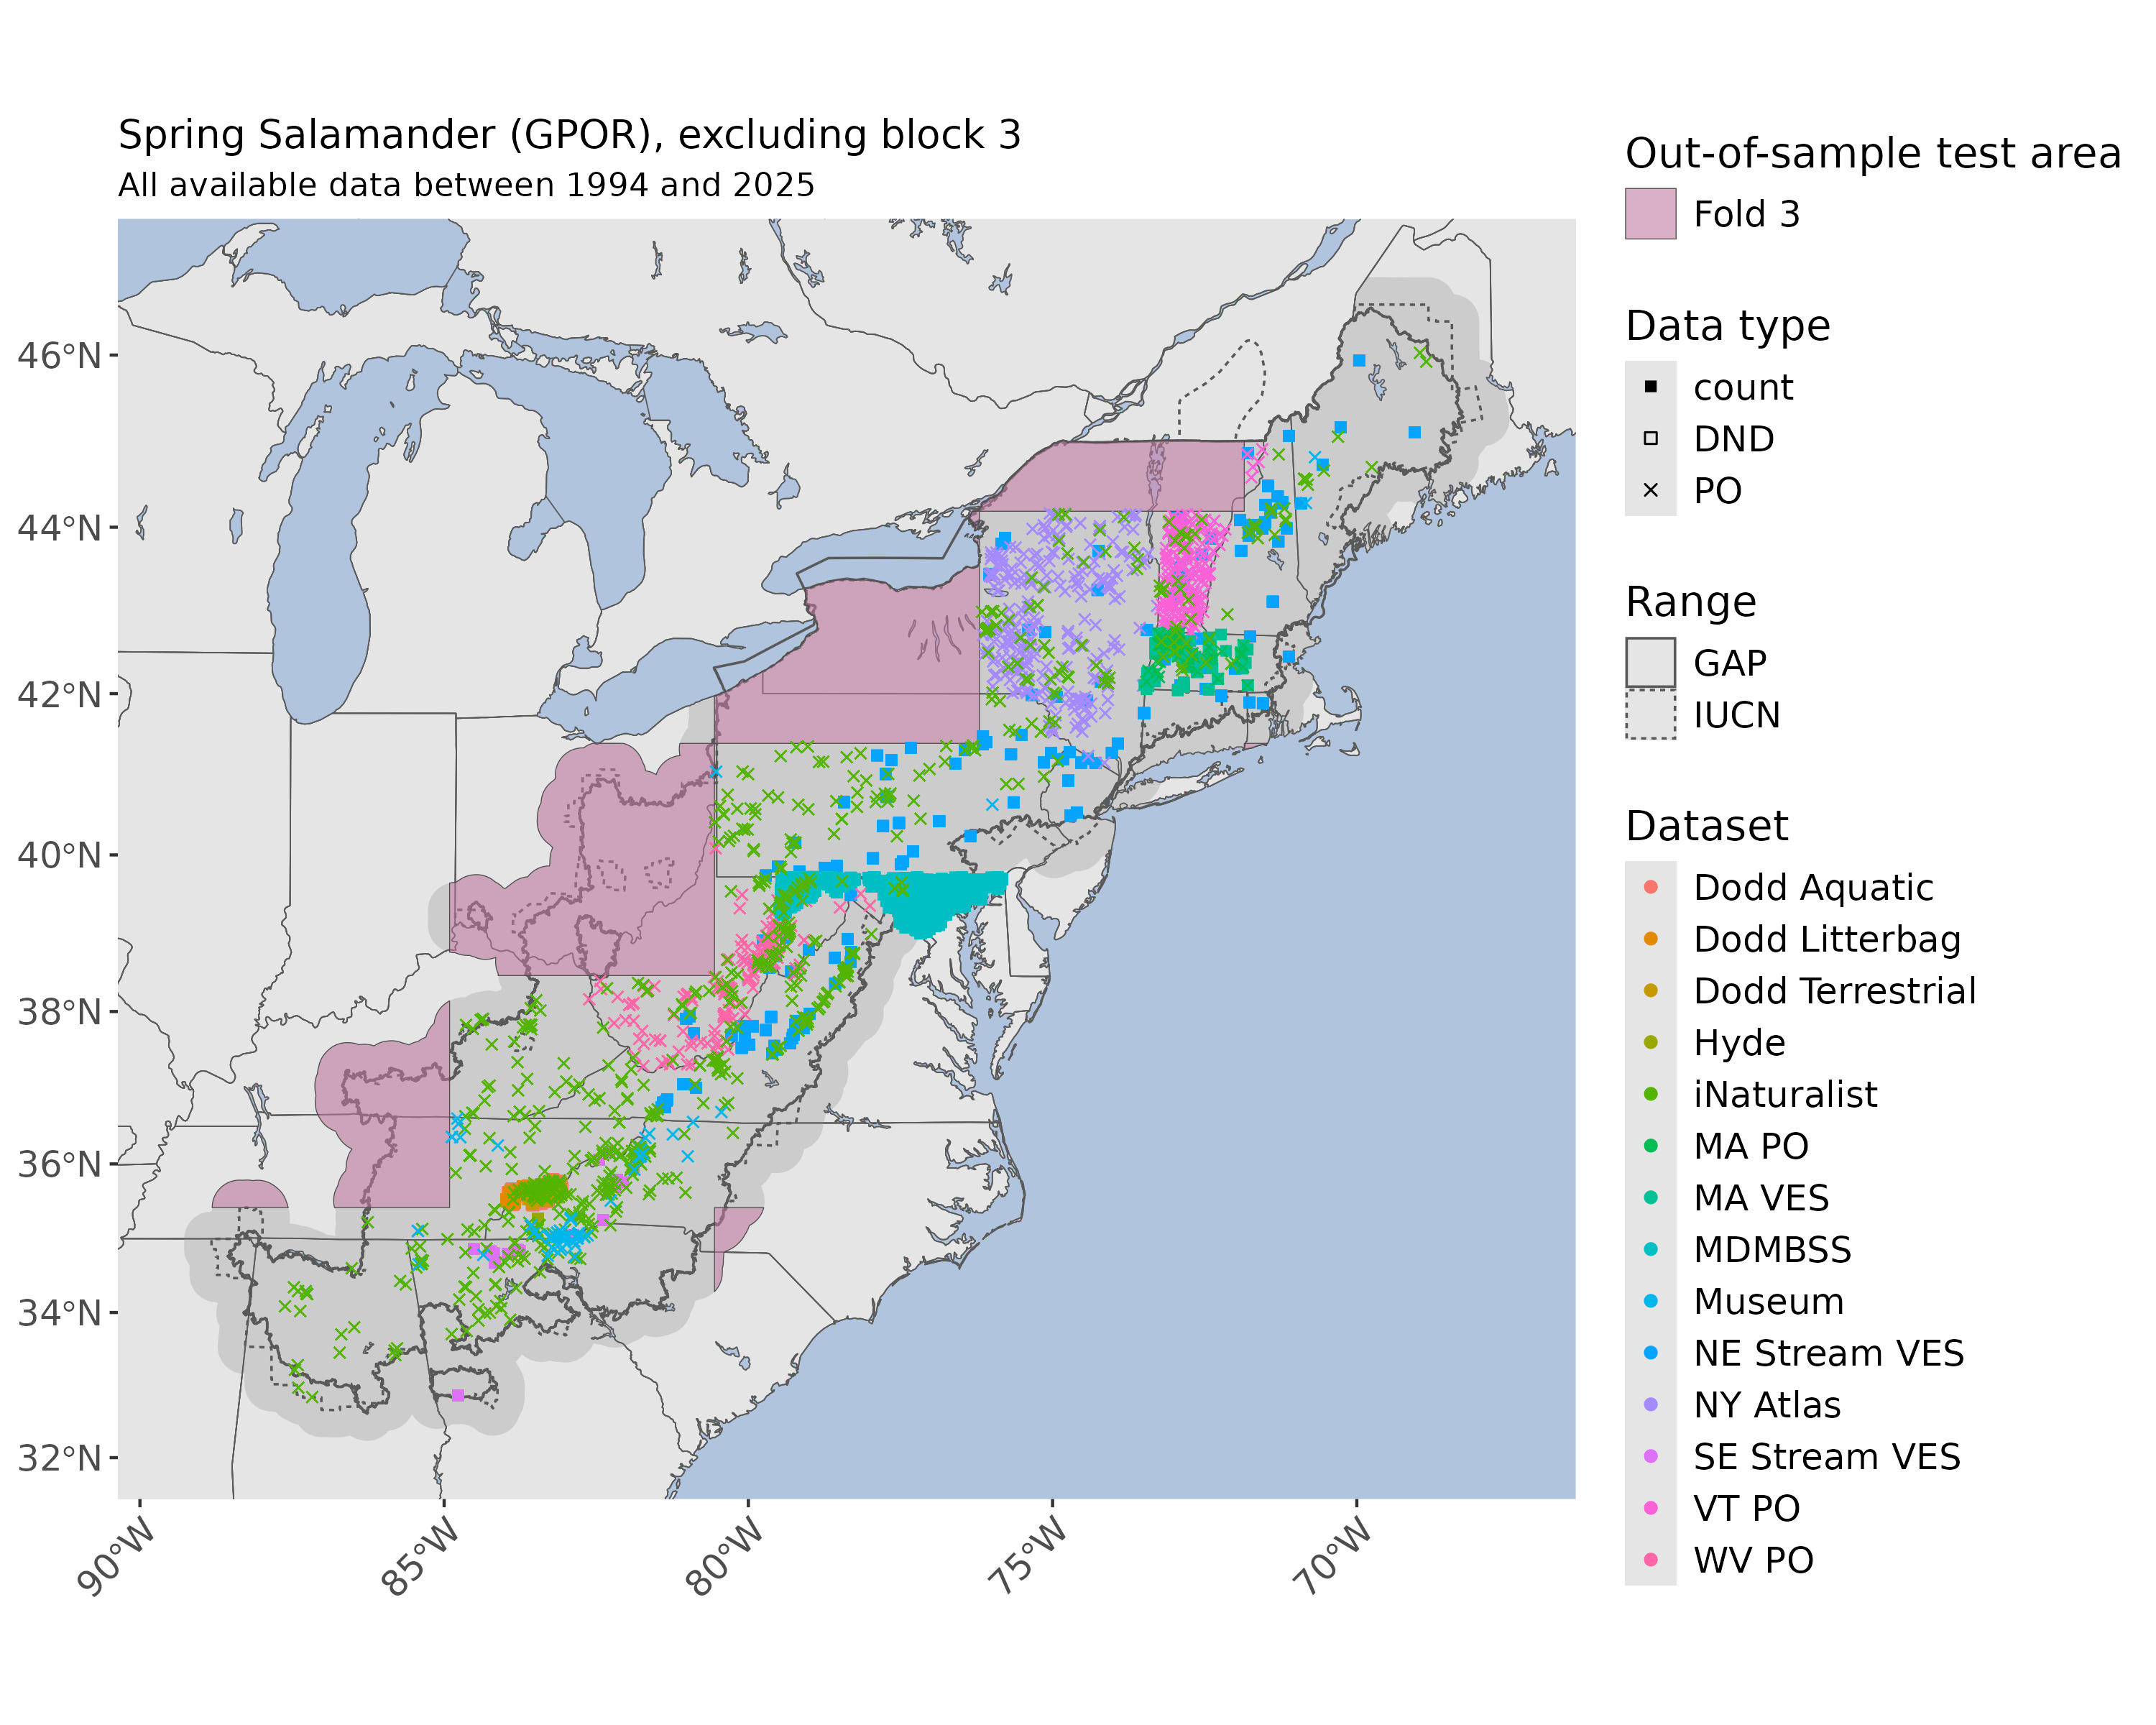 Spring Salamander (GPOR), excluding block 3
All available data between 1994 and 2025
46°N
44°N
42°N
40°N
38°N
36°N
34°N
32°N
90°W
85°W
80°W
75°W
70°W
Out-of-sample test area
Fold 3
Data type
count
DND
PO
Range
GAP
IUCN
Dataset
Dodd Aquatic
Dodd Litterbag
Dodd Terrestrial
Hyde
iNaturalist
MA PO
MA VES
MDMBSS
Museum
NE Stream VES
NY Atlas
SE Stream VES
VT PO
WV PO